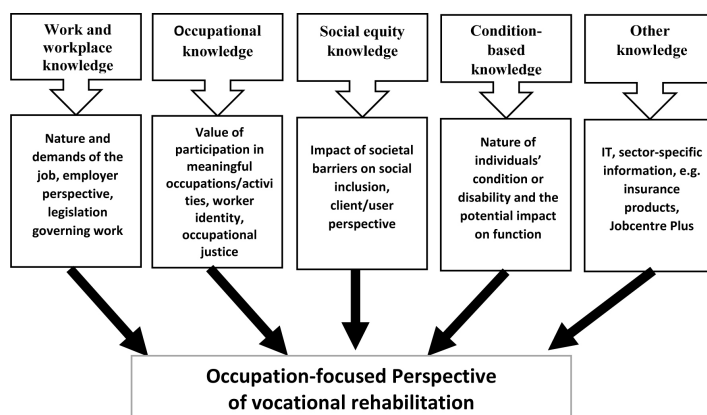 Work and
workplace
knowledge
Occupational
knowledge
Social equity
knowledge
Condition-
based
knowledge
Other
knowledge
Nature and
demands of the
job, employer
perspective,
legislation
governing work
Value of
participation in
meaningful
occupations/activi
ties, worker
identity,
occupational
justice
Impact of societal
barriers on social
inclusion,
client/user
perspective
Nature of
individuals’
condition or
disability and the
potential impact
on function
IT, sector-specific
information, e.g.
insurance
products,
Jobcentre Plus
Occupation-focused Perspective
of vocational rehabilitation